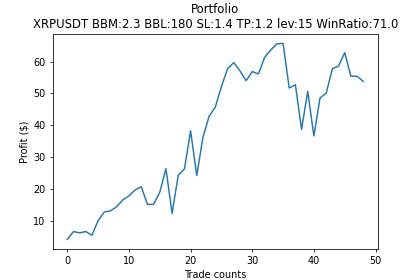 Portfolio
XRPUSDT BBM:2.3 BBL:180 SL:1.4 TP:1.2 lev:15 WinRatio:71.0
Profit ($)
60
50
40
30
20
10
0 10 20 30 40 50
Trade counts